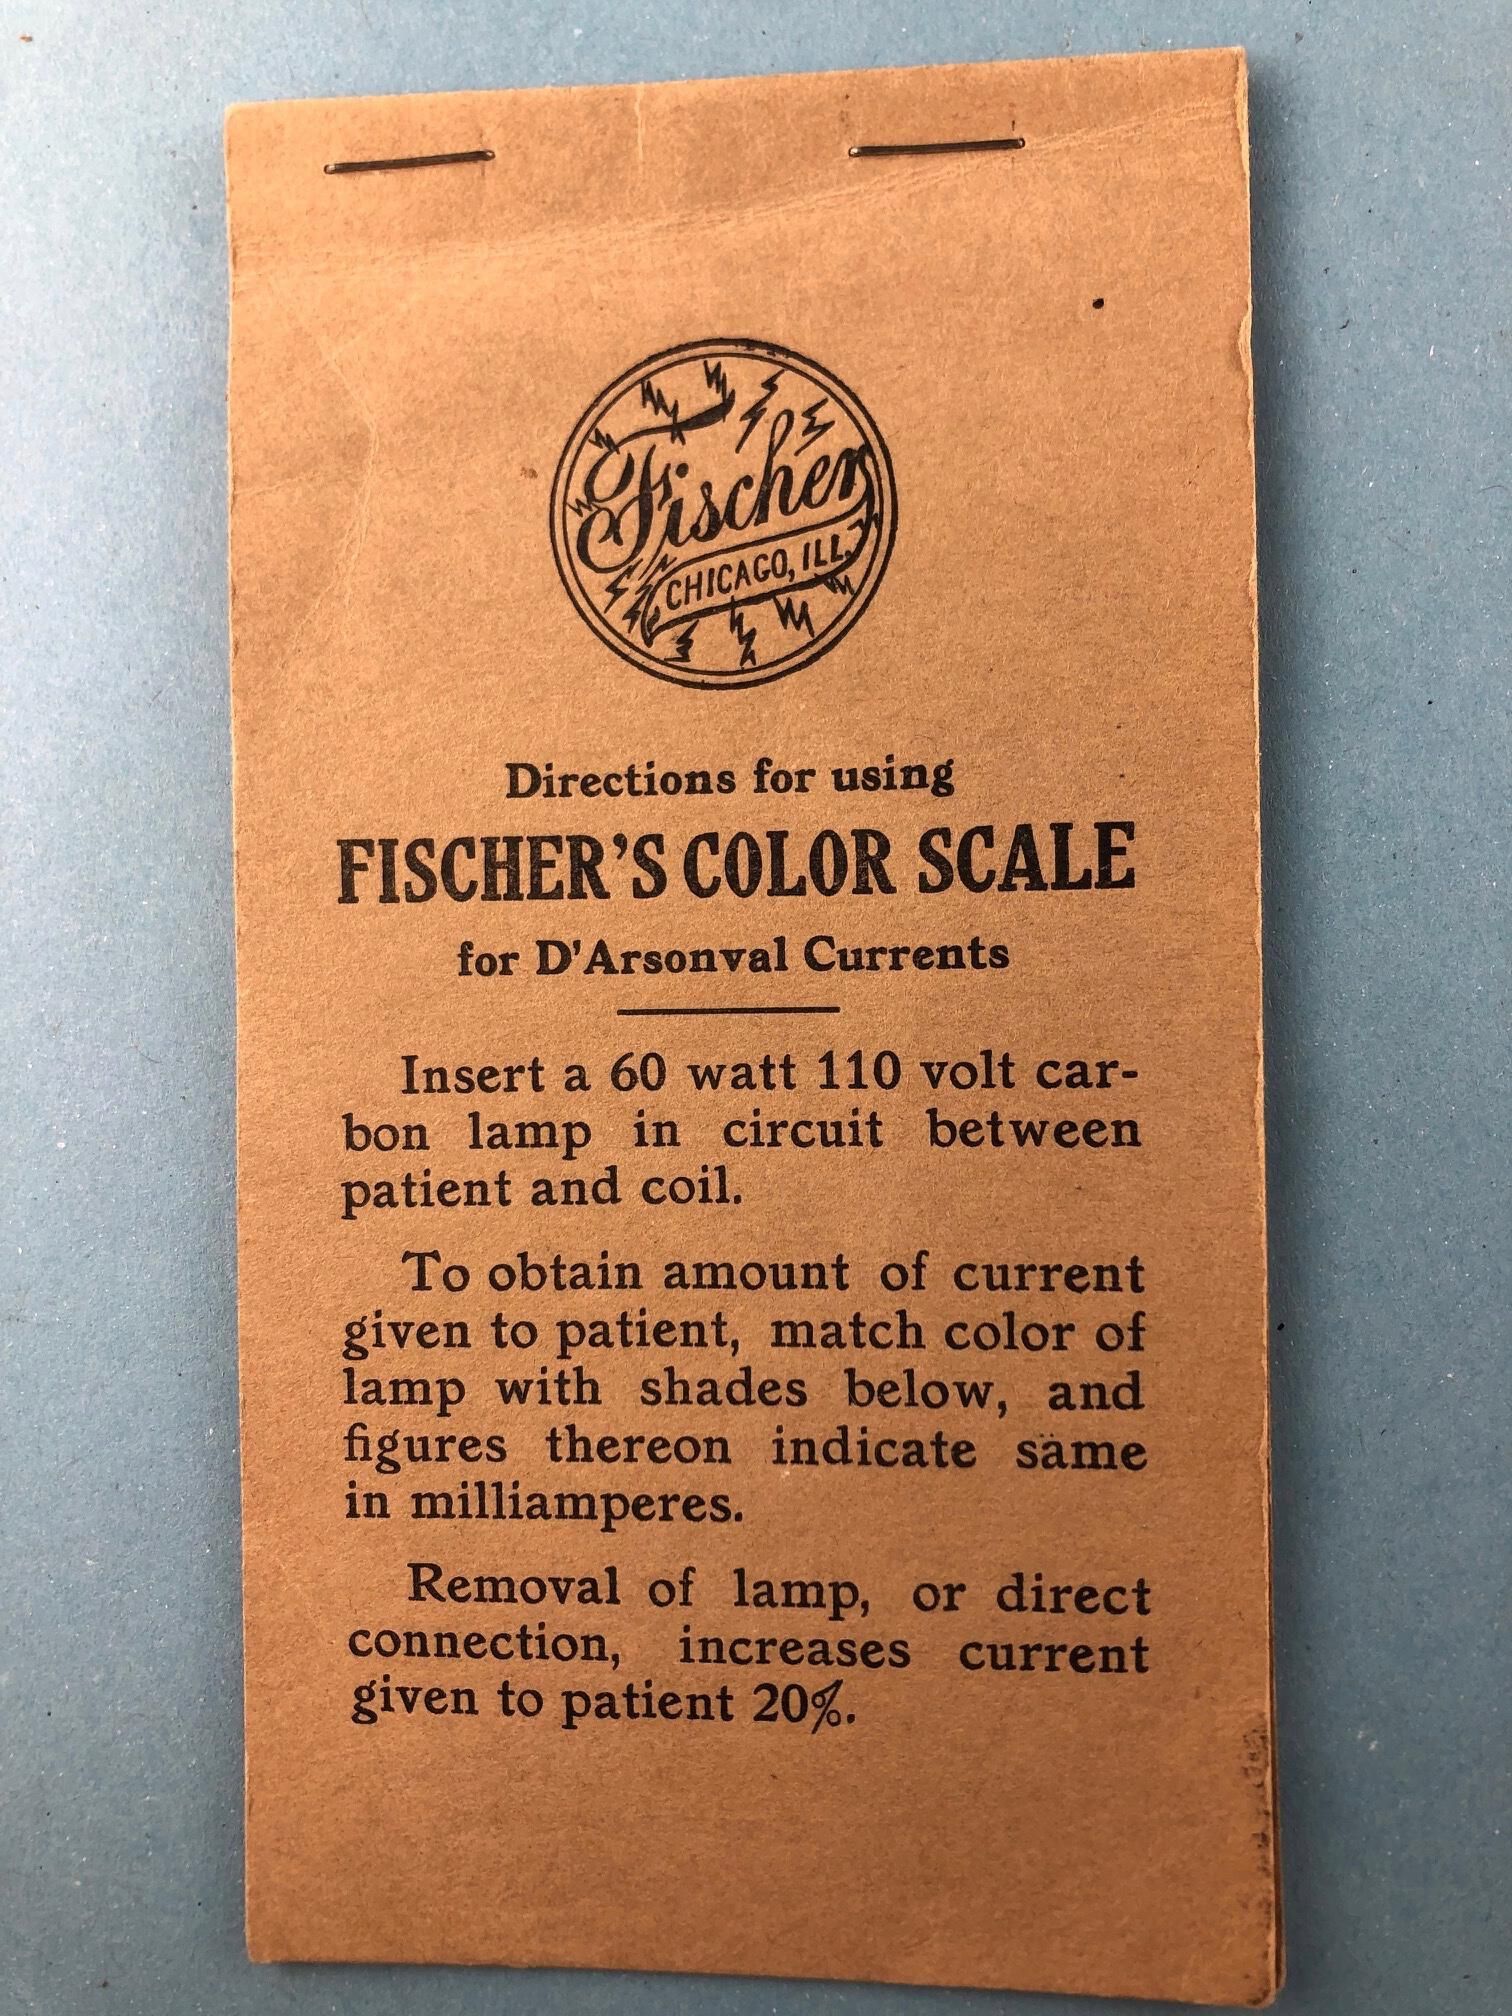 Fischer
CHICAGO, ILL.
Directions for using
FISCHER'S COLOR SCALE
for D'Arsonval Currents
Insert a 60 watt 110 volt car-
bon lamp in circuit between
patient and coil.
To obtain amount of current
given to patient, match color of
lamp with shades below, and
figures thereon indicate same
in milliamperes.
Removal of lamp, or direct
connection, increases current
given to patient 20%.